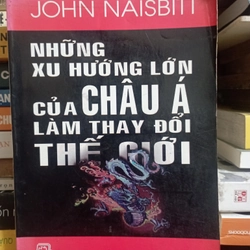 JOHN NAISBITT
NHỮNG
XU HƯỚNG LỚN
CỦA CHÂU Á
LÀM THAY ĐỔI
THẾ GIỚI